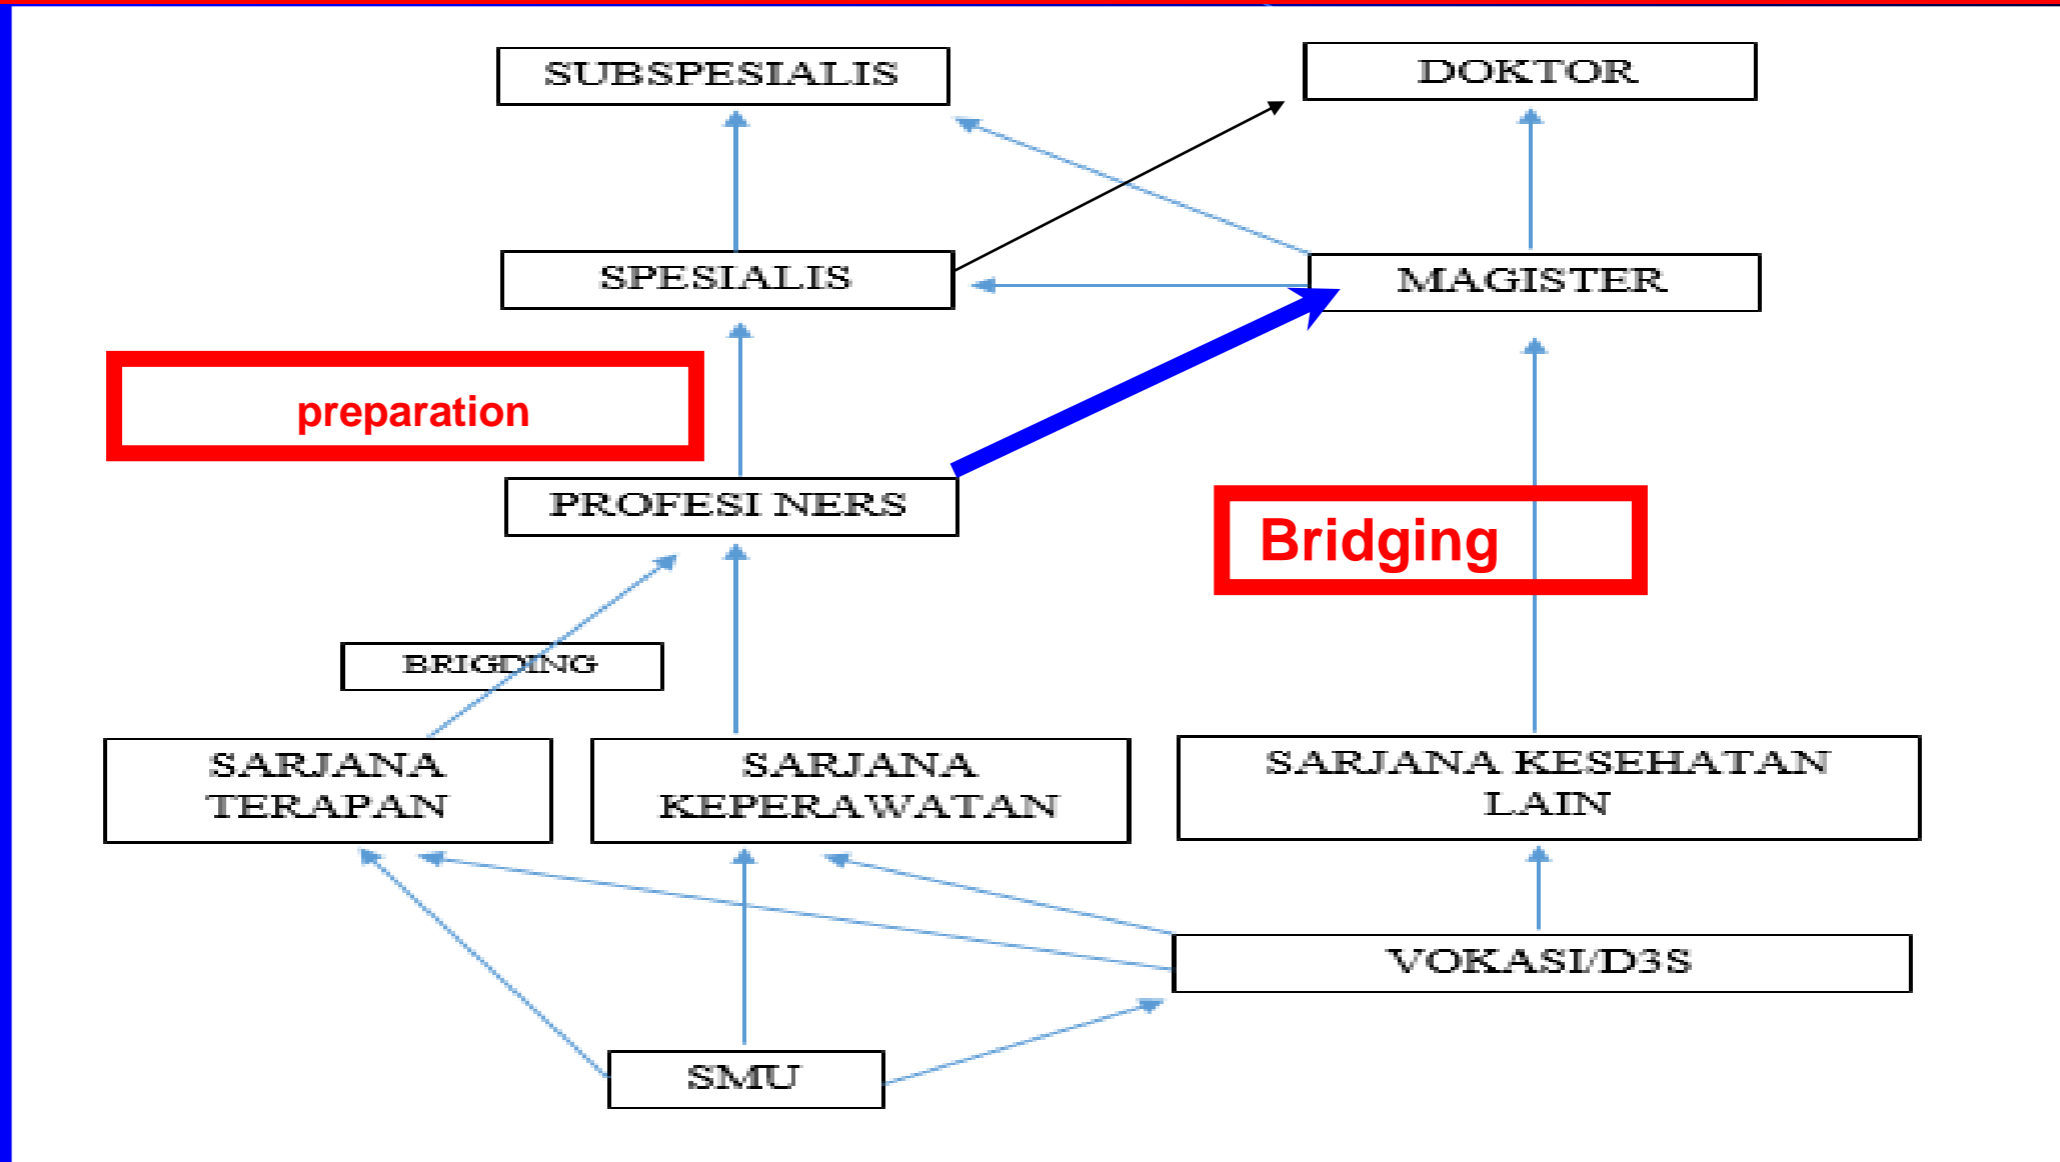 SUBSPESIALIS
DOKTOR
SPESIALIS
MAGISTER
preparation
PROFESI NERS
Bridging
BRIGDING
SARJANA
TERAPAN
SARJANA
KEPERAWATAN
SARJANA KESEHATAN
LAIN
VOKASI/D3S
SMU